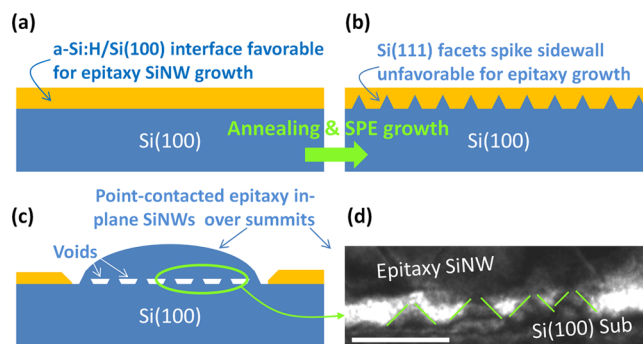 (a)
a-Si:H/Si(100) interface favorable
for epitaxy SiNW growth
Si(100)
(b)
Si(111) facets spike sidewall
unfavorable for epitaxy growth
Annealing & SPE growth
Si(100)
(c)
Point-contacted epitaxy in-
plane SiNWs over summits
Voids
Si(100)
(d)
Epitaxy SiNW
Si(100) Sub